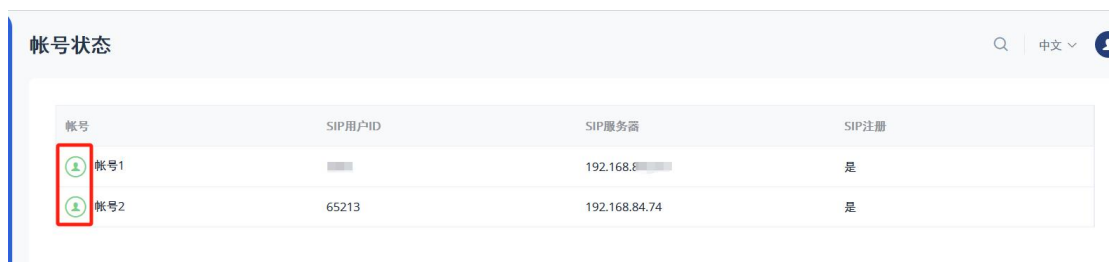 帐号状态
中文
帐号 SIP用户ID SIP服务器 SIP注册
帐号1 192.168. 是
帐号2 65213 192.168.84.74 是